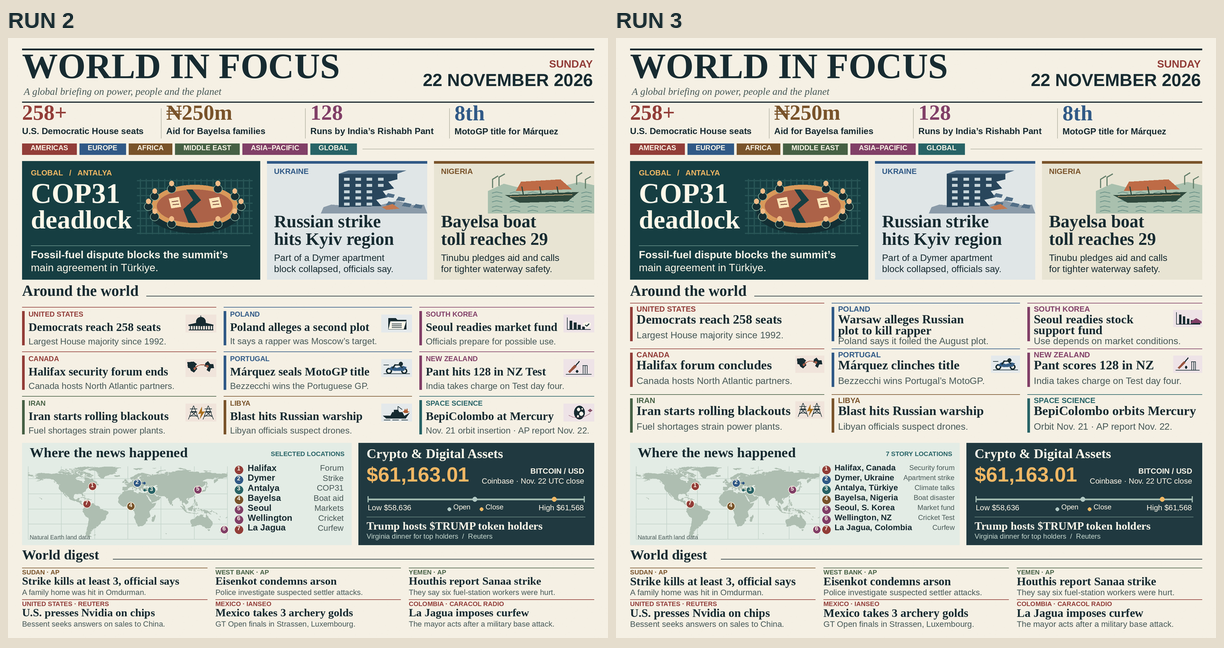 RUN 2
WORLD IN FOCUS
A global briefing on power, people and the planet
SUNDAY
22 NOVEMBER 2026
258+
U.S. Democratic House seats
₦250m
Aid for Bayelsa families
128
Runs by India's Rishabh Pant
8th
MotoGP title for Márquez
AMERICAS
EUROPE
AFRICA
MIDDLE EAST
ASIA–PACIFIC
GLOBAL
GLOBAL / ANTALYA
COP31
deadlock
Fossil-fuel dispute blocks the summit's
main agreement in Türkiye.
UKRAINE
Russian strike
hits Kyiv region
Part of a Dymer apartment
block collapsed, officials say.
NIGERIA
Bayelsa boat
toll reaches 29
Tinubu pledges aid and calls
for tighter waterway safety.
Around the world
UNITED STATES
Democrats reach 258 seats
Largest House majority since 1992.
POLAND
Poland alleges a second plot
It says a rapper was Moscow's target.
SOUTH KOREA
Seoul readies market fund
Officials prepare for possible use.
CANADA
Halifax security forum ends
Canada hosts North Atlantic partners.
PORTUGAL
Márquez seals MotoGP title
Bezzecchi wins the Portuguese GP.
NEW ZEALAND
Pant hits 128 in NZ Test
India takes charge on Test day four.
IRAN
Iran starts rolling blackouts
Fuel shortages strain power plants.
LIBYA
Blast hits Russian warship
Libyan officials suspect drones.
SPACE SCIENCE
BepiColombo at Mercury
Nov. 21 orbit insertion · AP report Nov. 22.
Where the news happened
SELECTED LOCATIONS
1 Halifax Forum
2 Dymer Strike
3 Antalya COP31
4 Bayelsa Boat aid
5 Seoul Markets
6 Wellington Cricket
7 La Jagua Curfew
Natural Earth land data
Crypto & Digital Assets
$61,163.01
BITCOIN / USD
Coinbase · Nov. 22 UTC close
Low $58,636
Open
Close
High $61,568
Trump hosts $TRUMP token holders
Virginia dinner for top holders / Reuters
World digest
SUDAN · AP
Strike kills at least 3, official says
A family home was hit in Omdurman.
WEST BANK · AP
Eisenkot condemns arson
Police investigate suspected settler attacks.
YEMEN · AP
Houthis report Sanaa strike
They say six fuel-station workers were hurt.
UNITED STATES · REUTERS
U.S. presses Nvidia on chips
Bessent seeks answers on sales to China.
MEXICO · IANSEO
Mexico takes 3 archery golds
GT Open finals in Strassen, Luxembourg.
COLOMBIA · CARACOL RADIO
La Jagua imposes curfew
The mayor acts after a military base attack.
RUN 3
WORLD IN FOCUS
A global briefing on power, people and the planet
SUNDAY
22 NOVEMBER 2026
258+
U.S. Democratic House seats
₦250m
Aid for Bayelsa families
128
Runs by India's Rishabh Pant
8th
MotoGP title for Márquez
AMERICAS
EUROPE
AFRICA
MIDDLE EAST
ASIA–PACIFIC
GLOBAL
GLOBAL / ANTALYA
COP31
deadlock
Fossil-fuel dispute blocks the summit's
main agreement in Türkiye.
UKRAINE
Russian strike
hits Kyiv region
Part of a Dymer apartment
block collapsed, officials say.
NIGERIA
Bayelsa boat
toll reaches 29
Tinubu pledges aid and calls
for tighter waterway safety.
Around the world
UNITED STATES
Democrats reach 258 seats
Largest House majority since 1992.
POLAND
Warsaw alleges Russian
plot to kill rapper
Poland says it foiled the August plot.
SOUTH KOREA
Seoul readies stock
support fund
Use depends on market conditions.
CANADA
Halifax forum concludes
Canada hosts North Atlantic partners.
PORTUGAL
Márquez clinches title
Bezzecchi wins Portugal's MotoGP.
NEW ZEALAND
Pant scores 128 in NZ
India takes charge on Test day four.
IRAN
Iran starts rolling blackouts
Fuel shortages strain power plants.
LIBYA
Blast hits Russian warship
Libyan officials suspect drones.
SPACE SCIENCE
BepiColombo orbits Mercury
Orbit Nov. 21 · AP report Nov. 22.
Where the news happened
7 STORY LOCATIONS
1 Halifax, Canada Security forum
2 Dymer, Ukraine Apartment strike
3 Antalya, Türkiye Climate talks
4 Bayelsa, Nigeria Boat disaster
5 Seoul, S. Korea Market fund
6 Wellington, NZ Cricket Test
7 La Jagua, Colombia Curfew
Natural Earth land data
Crypto & Digital Assets
$61,163.01
BITCOIN / USD
Coinbase · Nov. 22 UTC close
Low $58,636
Open
Close
High $61,568
Trump hosts $TRUMP token holders
Virginia dinner for top holders / Reuters
World digest
SUDAN · AP
Strike kills at least 3, official says
A family home was hit in Omdurman.
WEST BANK · AP
Eisenkot condemns arson
Police investigate suspected settler attacks.
YEMEN · AP
Houthis report Sanaa strike
They say six fuel-station workers were hurt.
UNITED STATES · REUTERS
U.S. presses Nvidia on chips
Bessent seeks answers on sales to China.
MEXICO · IANSEO
Mexico takes 3 archery golds
GT Open finals in Strassen, Luxembourg.
COLOMBIA · CARACOL RADIO
La Jagua imposes curfew
The mayor acts after a military base attack.